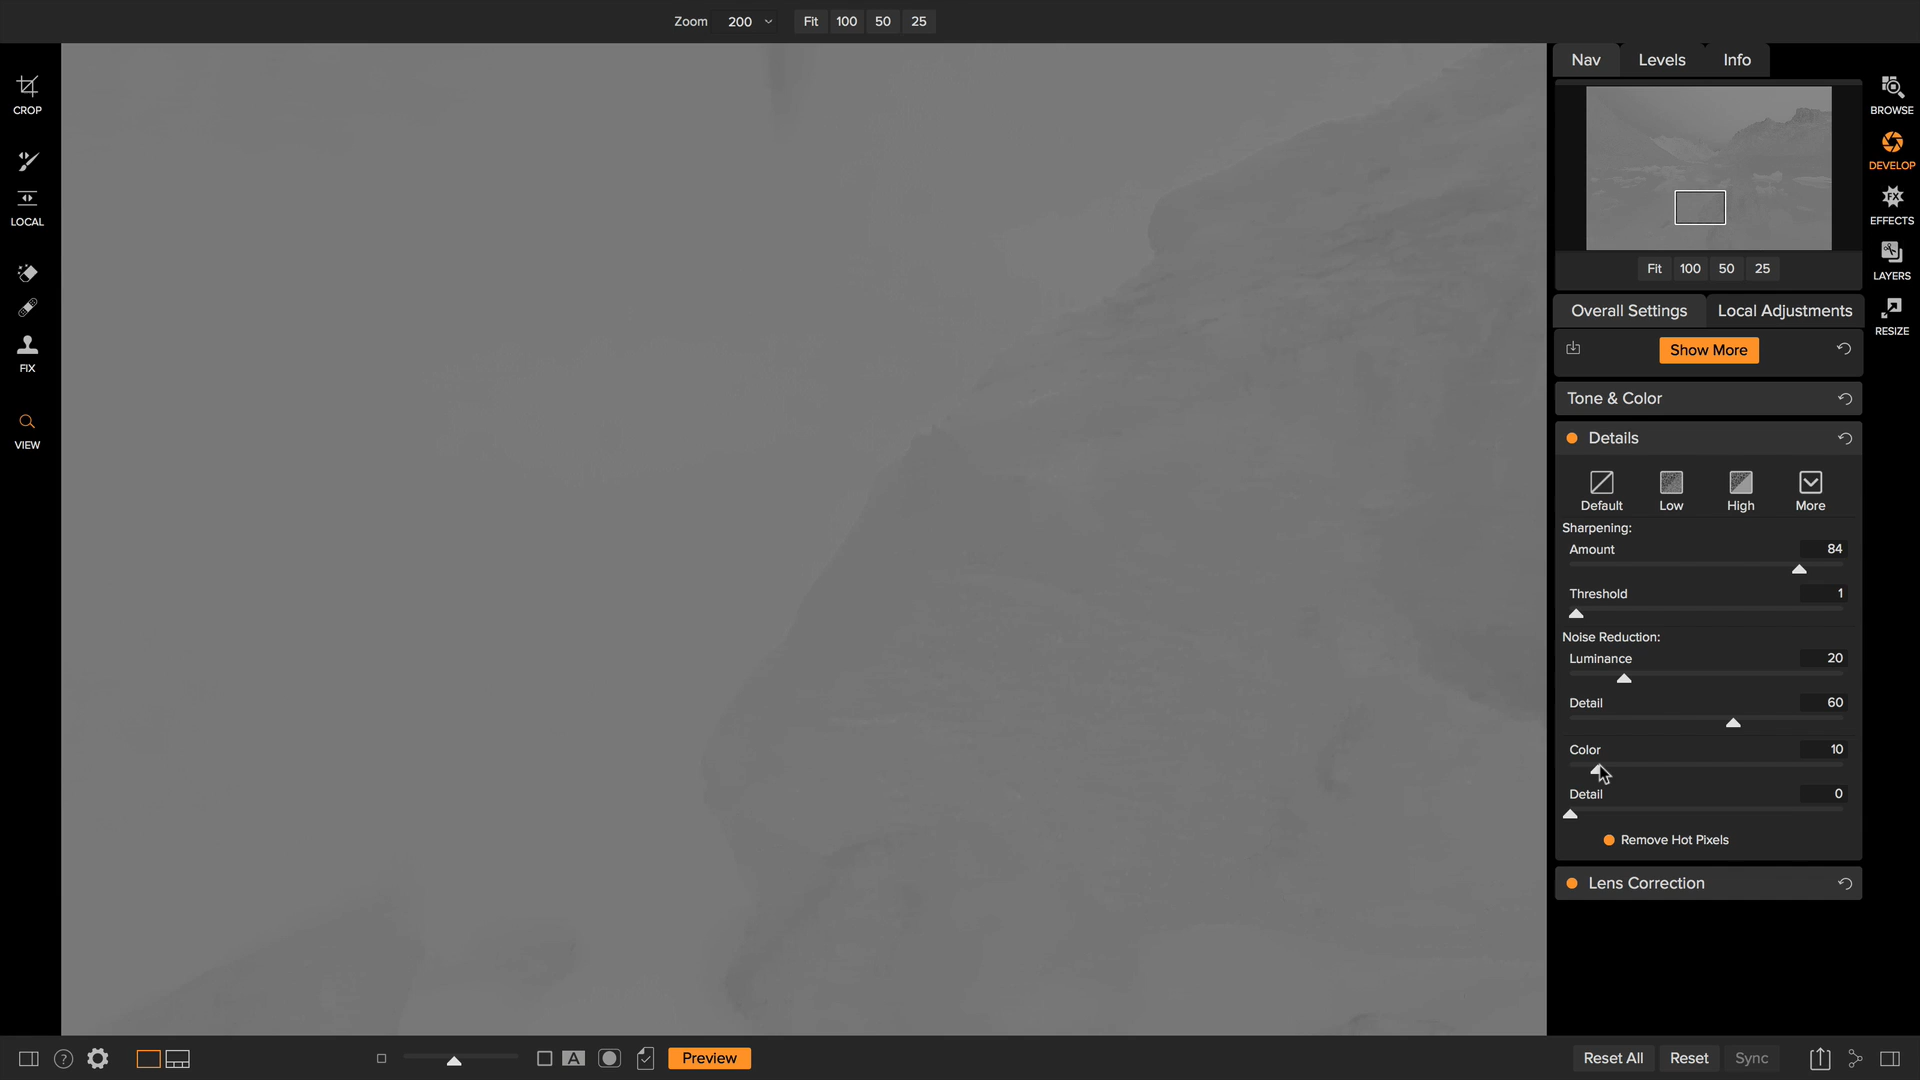 Zoom 200 Fit 100 50 25
CROP
LOCAL
FIX
VIEW
Nav Levels Info
Fit 100 50 25
Overall Settings Local Adjustments
Show More
Tone & Color
Details
Default Low High More
Sharpening:
Amount 84
Threshold 1
Noise Reduction:
Luminance 20
Detail 60
Color 10
Detail 0
Remove Hot Pixels
Lens Correction
BROWSE
DEVELOP
FX
EFFECTS
LAYERS
RESIZE
? A Preview
Reset All Reset Sync